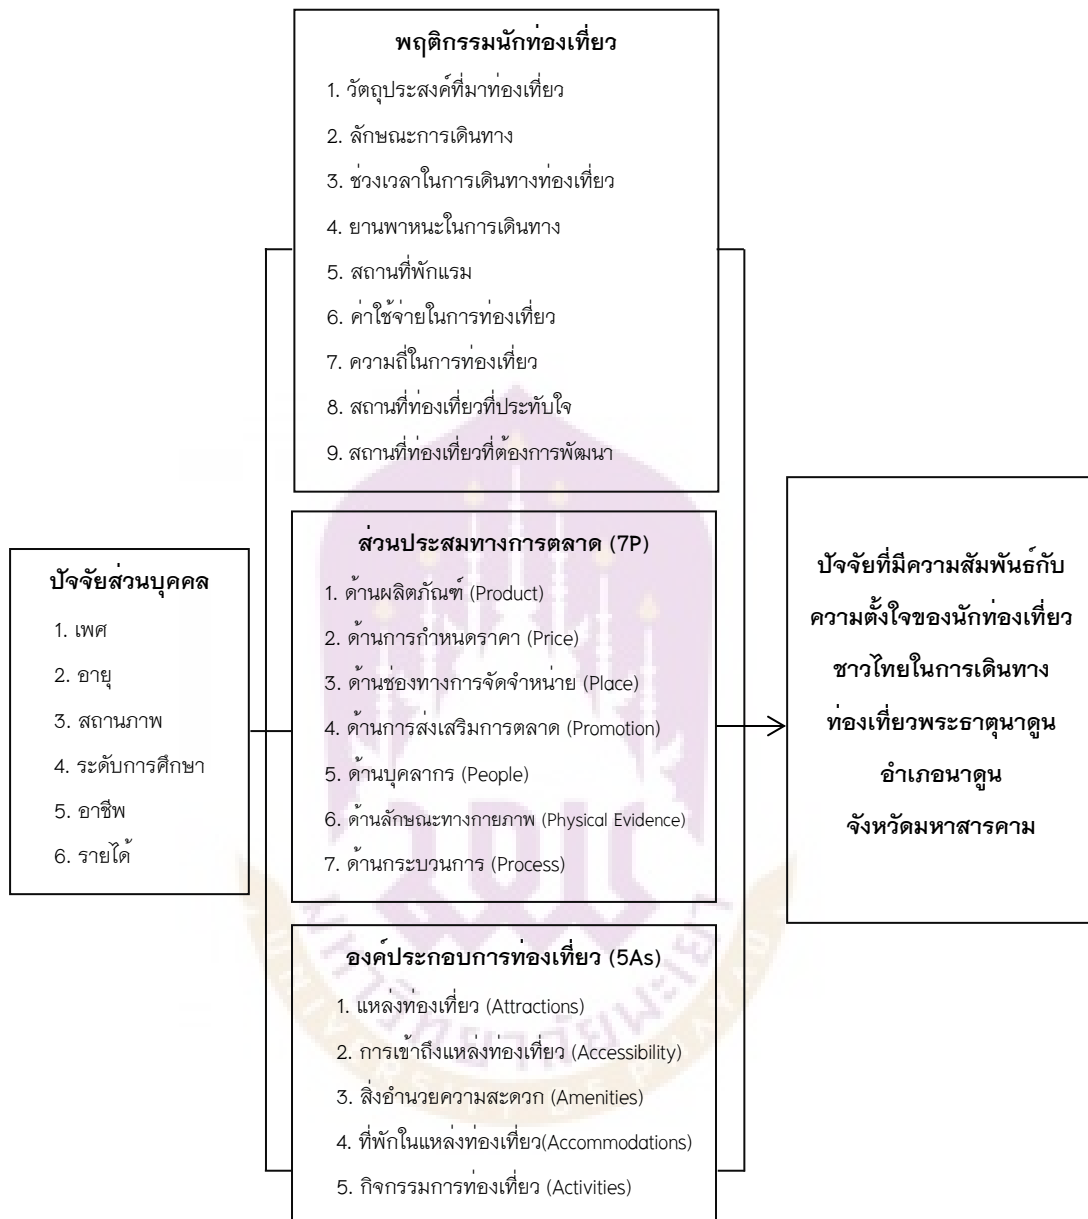 พฤติกรรมนักท่องเที่ยว
1. วัตถุประสงค์ที่มาท่องเที่ยว
2. ลักษณะการเดินทาง
3. ช่วงเวลาในการเดินทางท่องเที่ยว
4. ยานพาหนะในการเดินทาง
5. สถานที่พักแรม
6. ค่าใช้จ่ายในการท่องเที่ยว
7. ความถี่ในการท่องเที่ยว
8. สถานที่ท่องเที่ยวที่ประทับใจ
9. สถานที่ท่องเที่ยวที่ต้องการพัฒนา
ปัจจัยส่วนบุคคล
1. เพศ
2. อายุ
3. สถานภาพ
4. ระดับการศึกษา
5. อาชีพ
6. รายได้
ส่วนประสมทางการตลาด (7P)
1. ด้านผลิตภัณฑ์ (Product)
2. ด้านการกำหนดราคา (Price)
3. ด้านช่องทางการจัดจำหน่าย (Place)
4. ด้านการส่งเสริมการตลาด (Promotion)
5. ด้านบุคลากร (People)
6. ด้านลักษณะทางกายภาพ (Physical Evidence)
7. ด้านกระบวนการ (Process)
องค์ประกอบการท่องเที่ยว (5As)
1. แหล่งท่องเที่ยว (Attractions)
2. การเข้าถึงแหล่งท่องเที่ยว (Accessibility)
3. สิ่งอำนวยความสะดวก (Amenities)
4. ที่พักในแหล่งท่องเที่ยว(Accommodations)
5. กิจกรรมการท่องเที่ยว (Activities)
ปัจจัยที่มีความสัมพันธ์กับ
ความตั้งใจของนักท่องเที่ยว
ชาวไทยในการเดินทาง
ท่องเที่ยวพระธาตุนาดูน
อำเภอนาดูน
จังหวัดมหาสารคาม
มหาวิทยาลัยพะเยา
UNIVERSITY OF PHAYAO